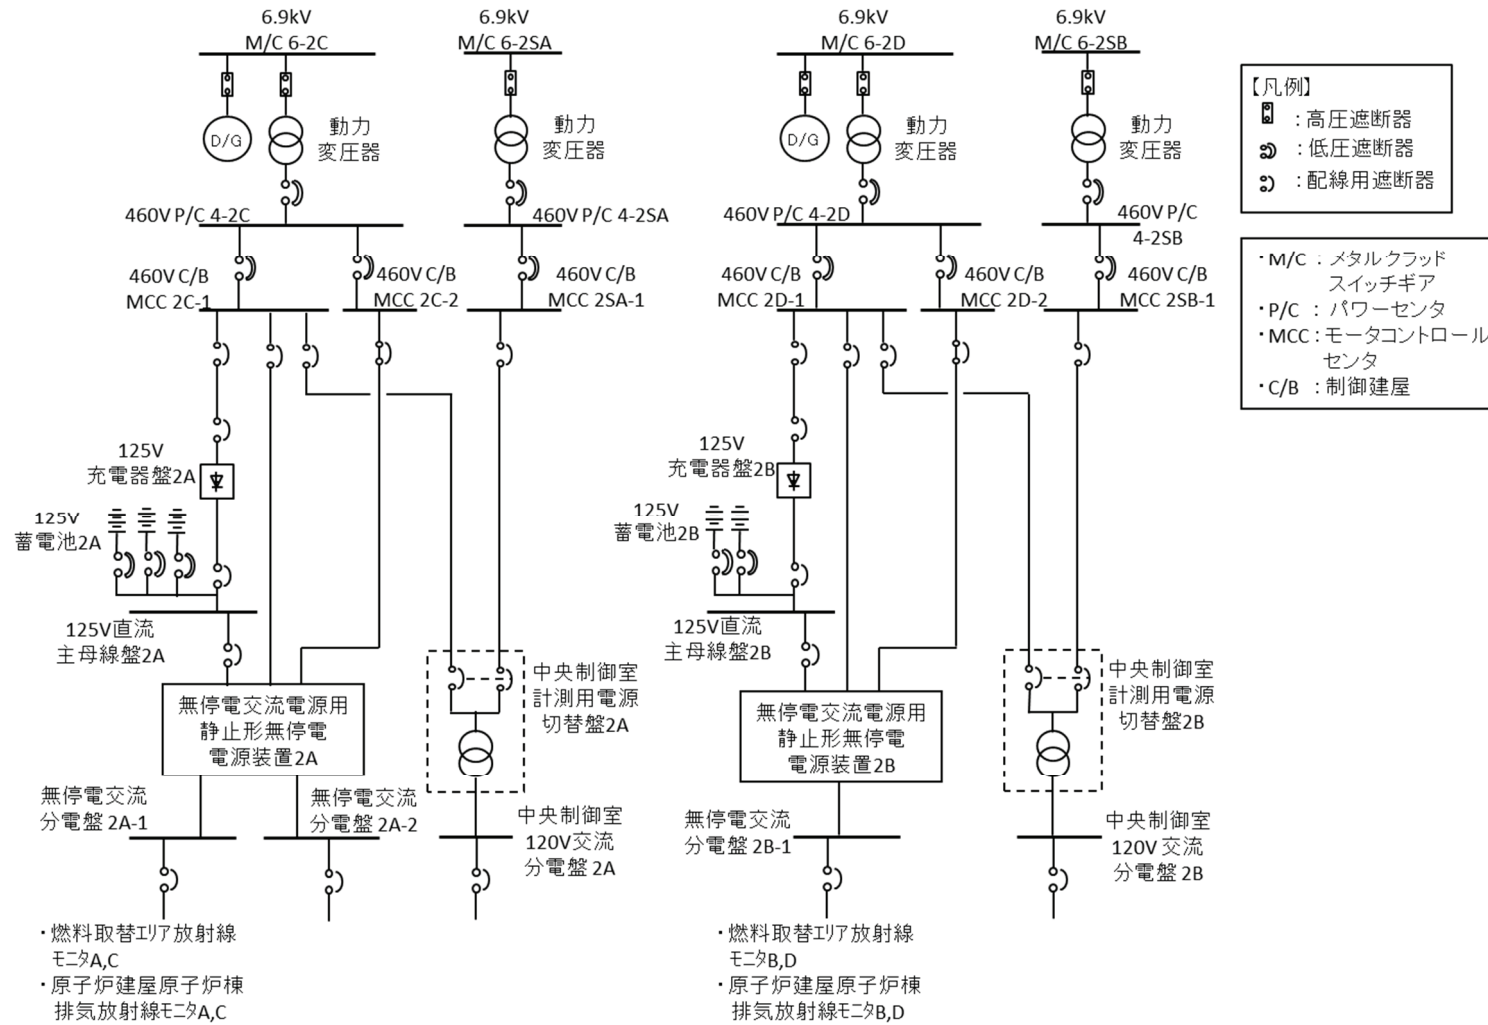 6.9kV
M/C 6-2C
6.9kV
M/C 6-2SA
6.9kV
M/C 6-2D
6.9kV
M/C 6-2SB
D/G
動力
変圧器
動力
変圧器
D/G
動力
変圧器
動力
変圧器
460V P/C 4-2C
460V P/C 4-2SA
460V P/C 4-2D
460V P/C
4-2SB
460V C/B
MCC 2C-1
460V C/B
MCC 2C-2
460V C/B
MCC 2SA-1
460V C/B
MCC 2D-1
460V C/B
MCC 2D-2
460V C/B
MCC 2SB-1
125V
充電器盤2A
125V
蓄電池2A
125V直流
主母線盤2A
無停電交流電源用
静止形無停電
電源装置2A
中央制御室
計測用電源
切替盤2A
無停電交流
分電盤 2A-1
無停電交流
分電盤 2A-2
中央制御室
120V交流
分電盤 2A
・燃料取替エリア放射線
モニタA,C
・原子炉建屋原子炉棟
排気放射線モニタA,C
125V
充電器盤2B
125V
蓄電池2B
125V直流
主母線盤2B
無停電交流電源用
静止形無停電
電源装置2B
中央制御室
計測用電源
切替盤2B
無停電交流
分電盤 2B-1
中央制御室
120V 交流
分電盤 2B
・燃料取替エリア放射線
モニタB,D
・原子炉建屋原子炉棟
排気放射線モニタB,D
【凡例】
：高圧遮断器
：低圧遮断器
：配線用遮断器
・M/C ：メタルクラッド
スイッチギア
・P/C ：パワーセンタ
・MCC：モータコントロール
センタ
・C/B ：制御建屋